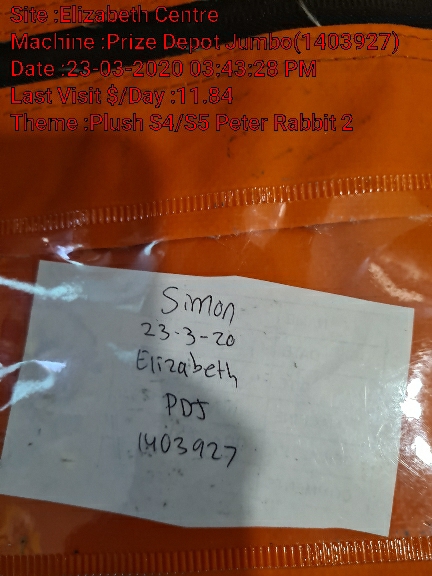 Site :Elizabeth Centre
Machine :Prize Depot Jumbo(1403927)
Date :23-03-2020 03:43:28 PM
Last Visit $/Day :11.84
Theme :Plush S4/S5 Peter Rabbit 2
Simon
23-3-20
Elizabeth
PDJ
1403927